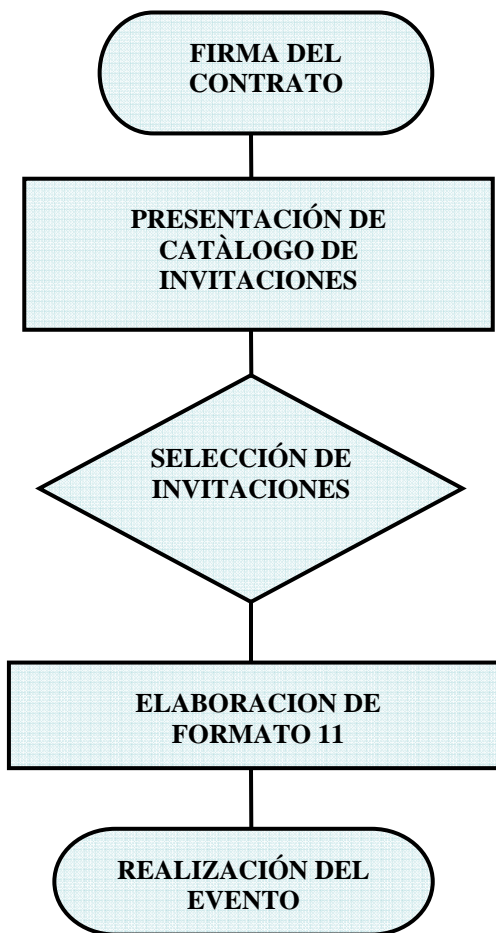 FIRMA DEL
CONTRATO
PRESENTACIÓN DE
CATÀLOGO DE
INVITACIONES
SELECCIÓN DE
INVITACIONES
ELABORACION DE
FORMATO 11
REALIZACIÓN DEL
EVENTO